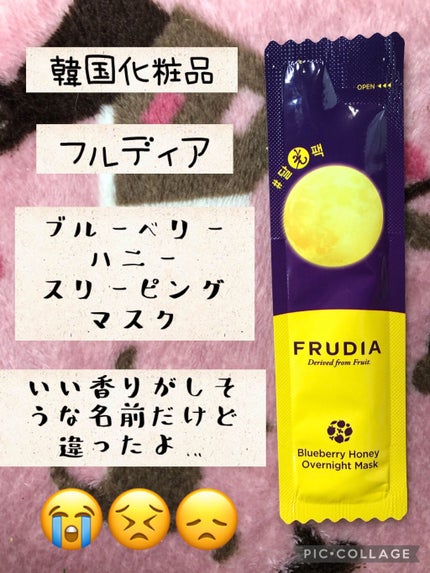 韓国化粧品
フルディア
ブルーベリー
ハニー
スリーピング
マスク
いい香りがしそ
うな名前だけど
違ったよ…
OPEN
#달光팩
FRUDIA
Derived from Fruit
Blueberry Honey
Overnight Mask
PIC•COLLAGE